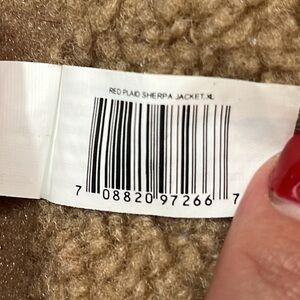 RED PLAID SHERPA JACKET-XL
7 08820 97266 7